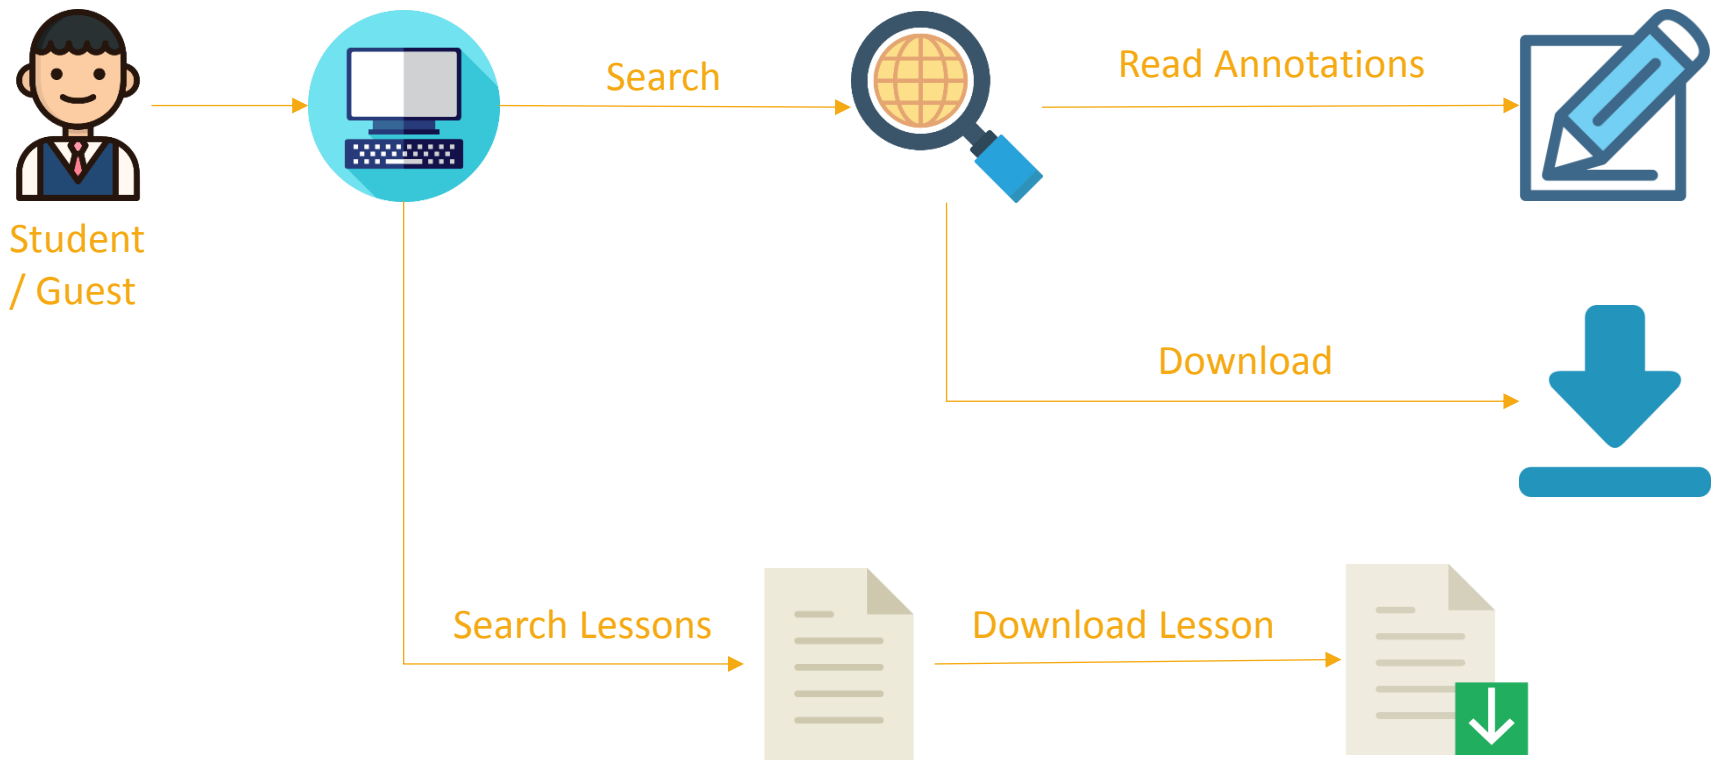 Search
Read Annotations
Student
/ Guest
Download
Search Lessons
Download Lesson